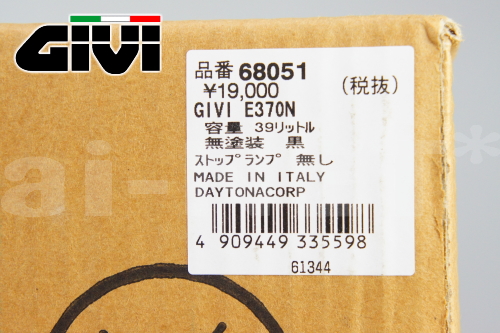 GIVI
品番 68051
¥19,000 (税抜)
GIVI E370N
容量 39リットル
無塗装 黒
ストップランプ 無し
MADE IN ITALY
DAYTONACORP
4 909449 335598
61344
ai-